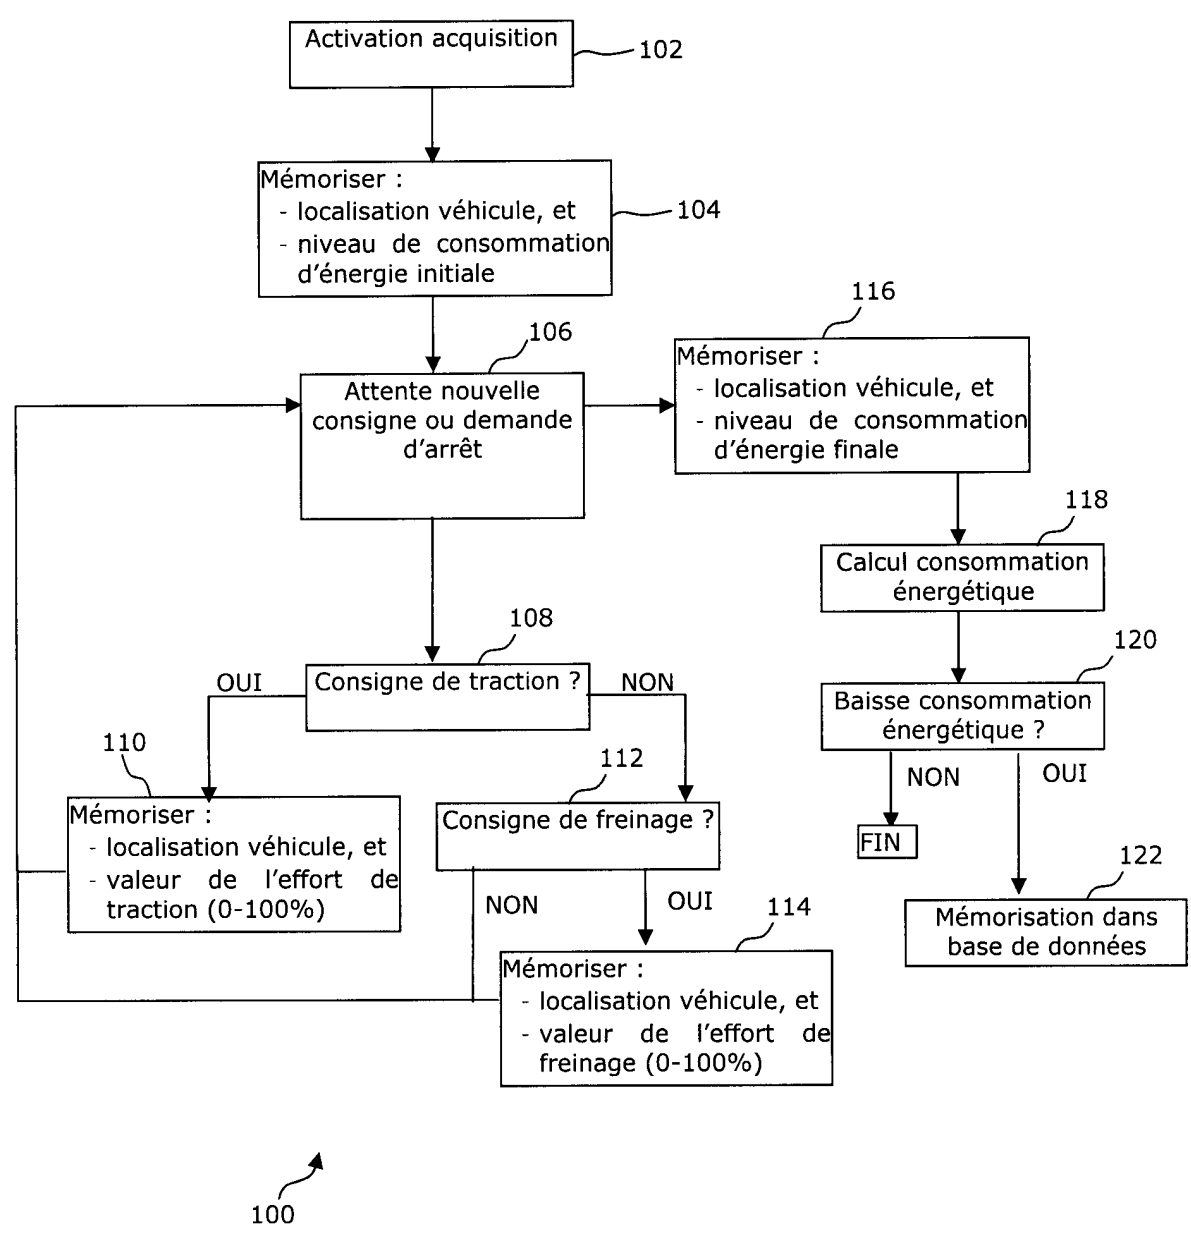 Activation acquisition
102
Mémoriser :
- localisation véhicule, et
- niveau de consommation
d'énergie initiale
104
106
Attente nouvelle
consigne ou demande
d'arrêt
116
Mémoriser :
- localisation véhicule, et
- niveau de consommation
d'énergie finale
118
Calcul consommation
énergétique
108
Consigne de traction ?
OUI
NON
120
Baisse consommation
énergétique ?
NON
OUI
FIN
122
Mémorisation dans
base de données
110
Mémoriser :
- localisation véhicule, et
- valeur de l'effort de
traction (0-100%)
112
Consigne de freinage ?
NON
OUI
114
Mémoriser :
- localisation véhicule, et
- valeur de l'effort de
freinage (0-100%)
100